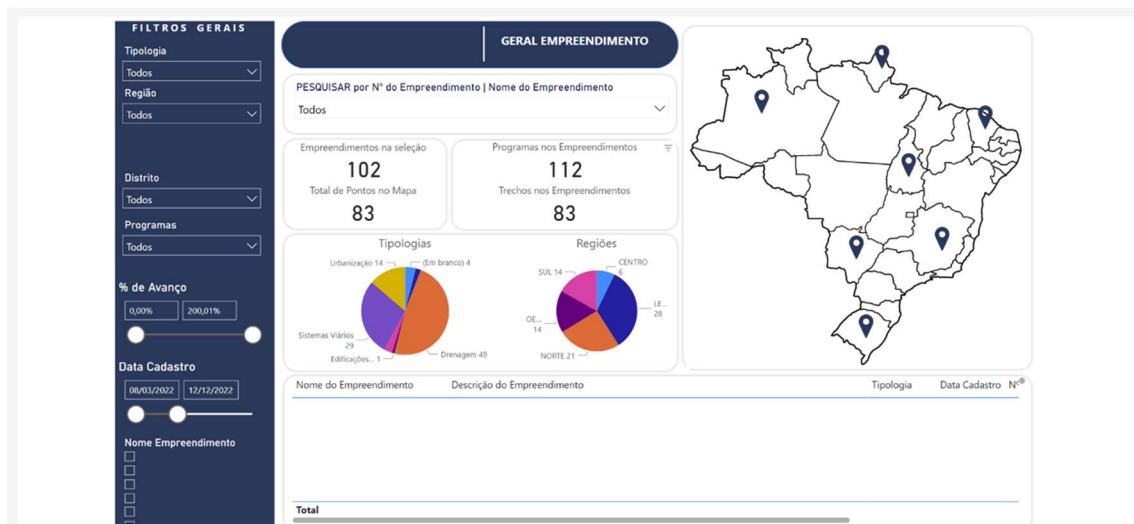 FILTROS GERAIS
Tipologia
Todos
Região
Todos
Distrito
Todos
Programas
Todos
% de Avanço
0,00% 200,01%
Data Cadastro
08/03/2022 12/12/2022
Nome Empreendimento
GERAL EMPREENDIMENTO
PESQUISAR por N° do Empreendimento | Nome do Empreendimento
Todos
Empreendimentos na seleção
102
Total de Pontos no Mapa
83
Programas nos Empreendimentos
112
Trechos nos Empreendimentos
83
Tipologias
Urbanização 14
(Em branco) 4
Sistemas Viários
29
Edificações... 1
Drenagem 49
Regiões
SUL 14
CENTRO
6
LE...
28
OE...
14
NORTE 21
Nome do Empreendimento Descrição do Empreendimento Tipologia Data Cadastro N°
Total